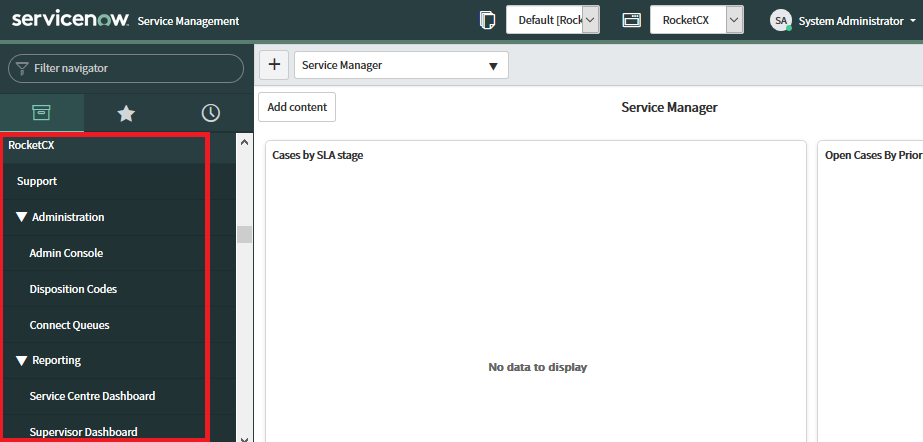 servicenow. Service Management
Default [Rock
RocketCX
SA System Administrator
Filter navigator
Service Manager
Add content
Service Manager
RocketCX
Support
Administration
Admin Console
Disposition Codes
Connect Queues
Reporting
Service Centre Dashboard
Supervisor Dashboard
Cases by SLA stage
No data to display
Open Cases By Prior